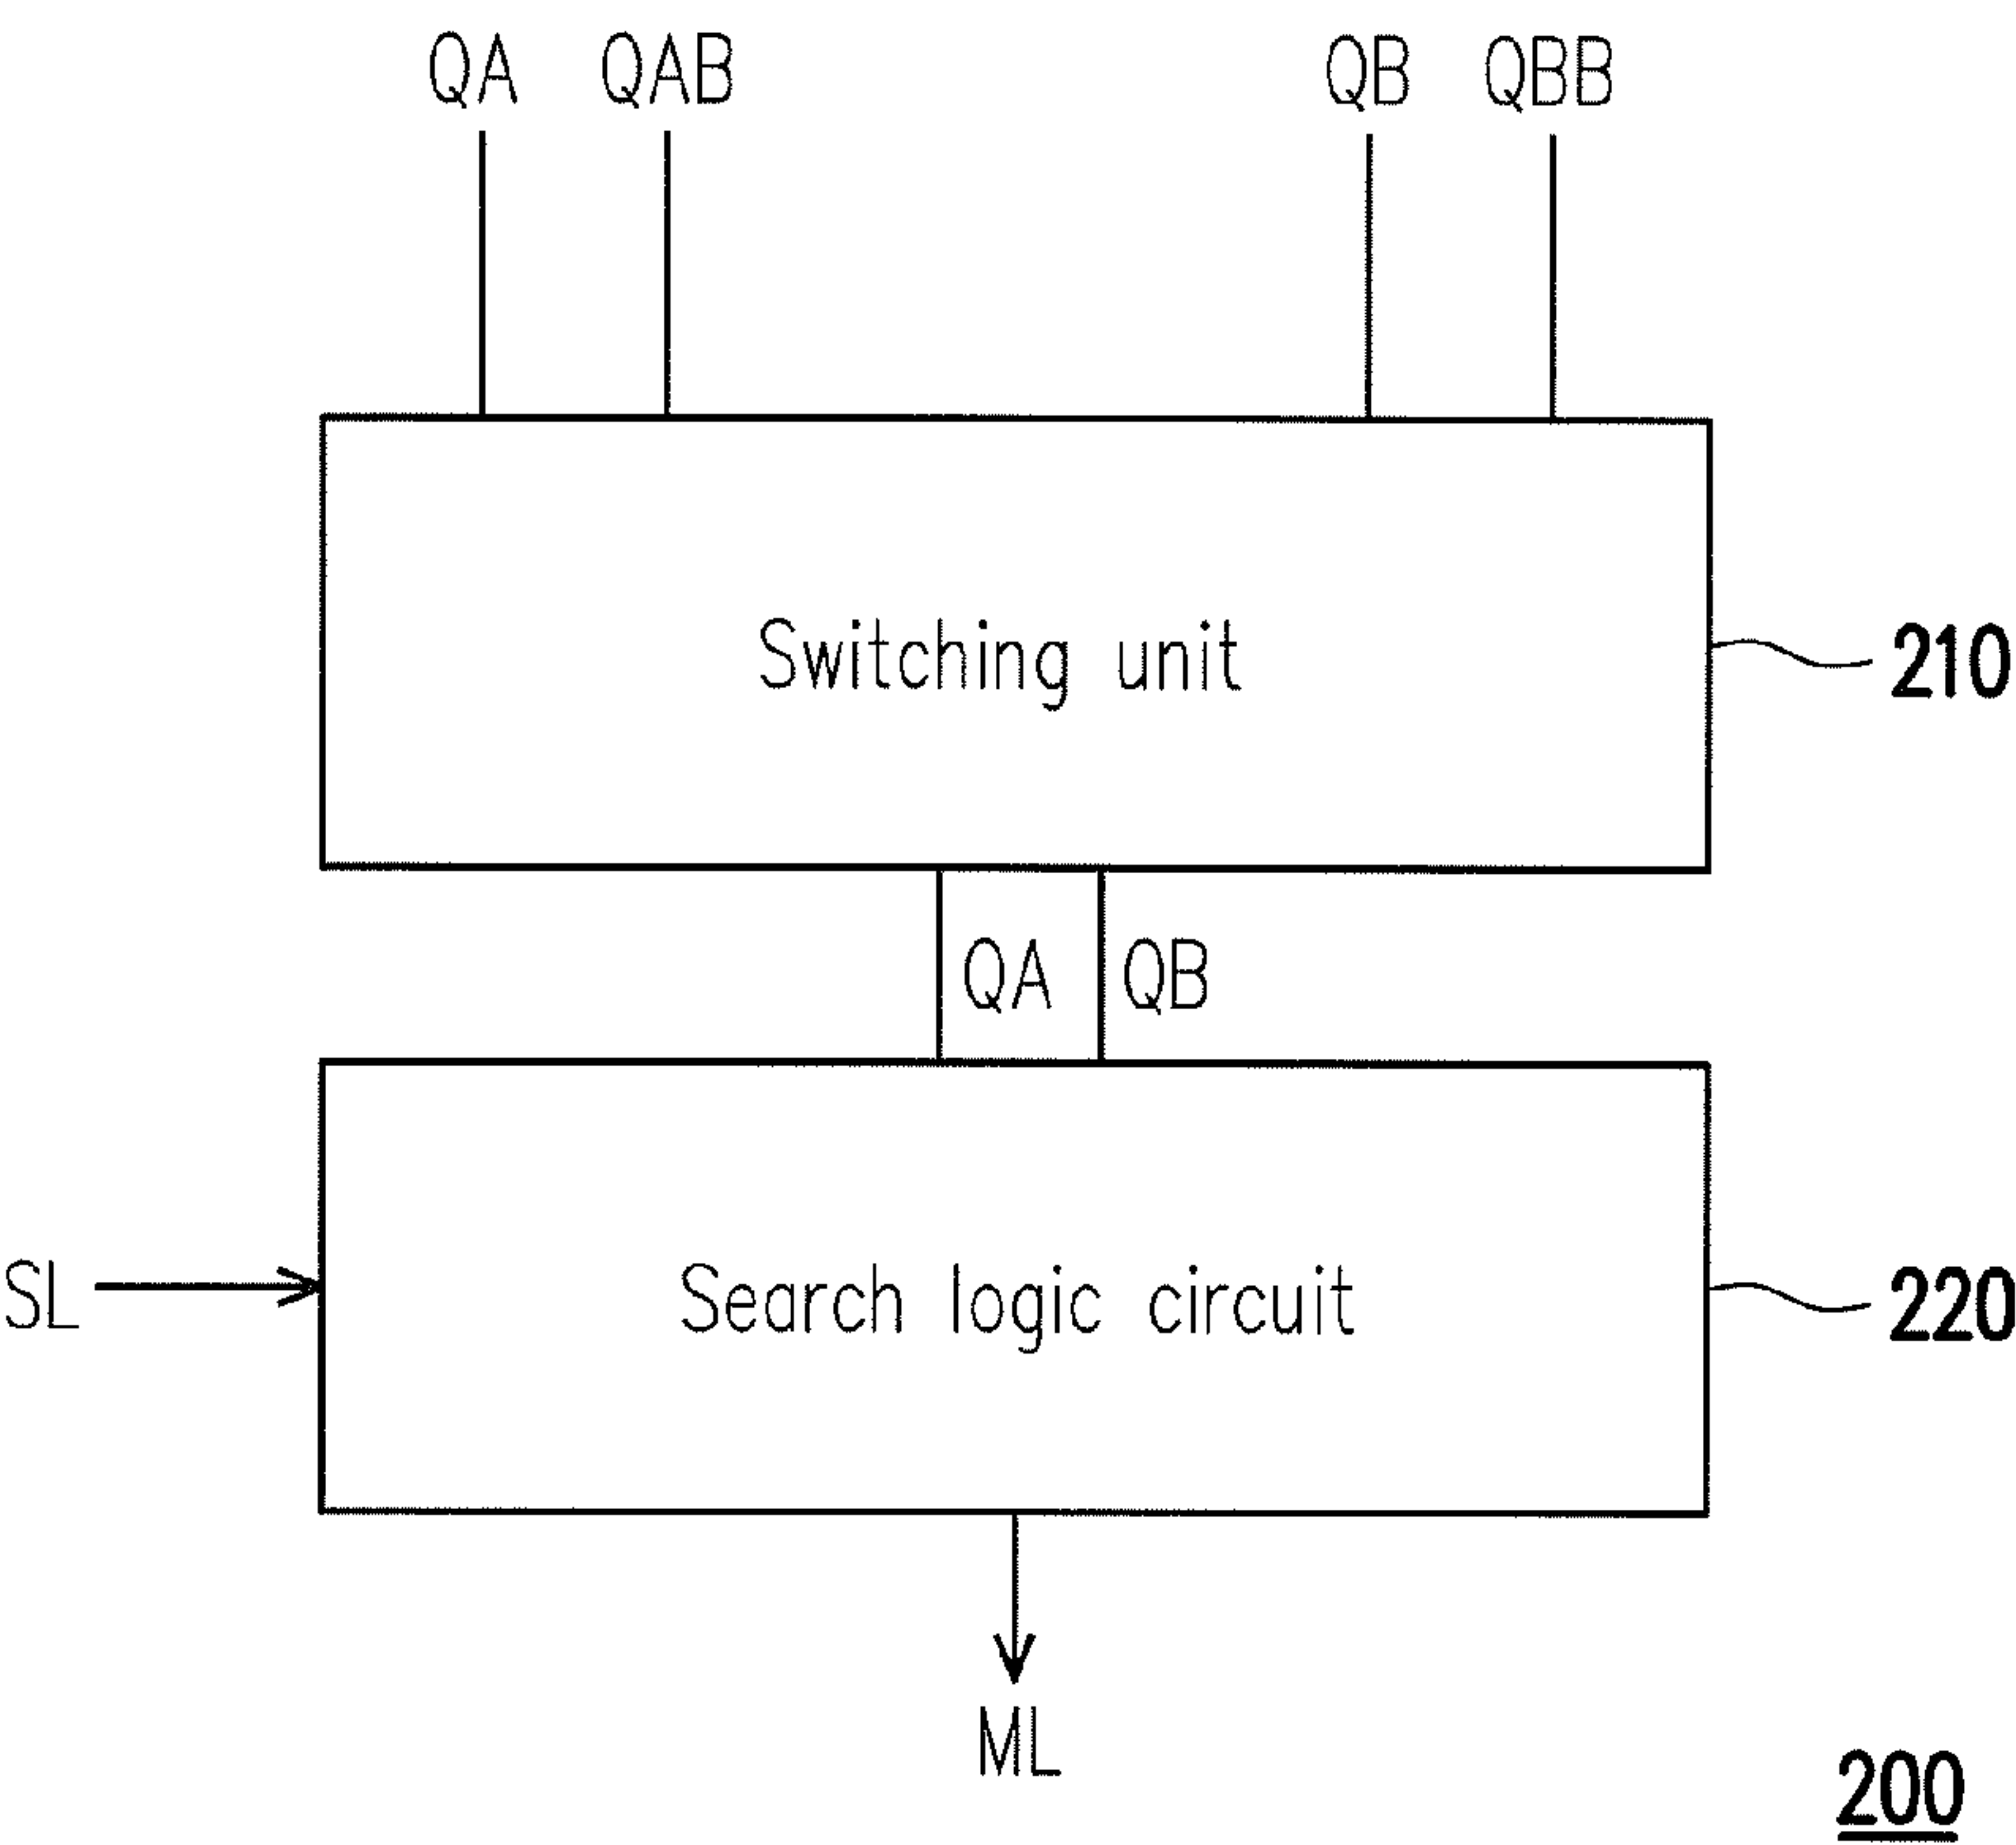 QA QAB QB QBB
Switching unit 210
QA QB
SL Search logic circuit 220
ML
200